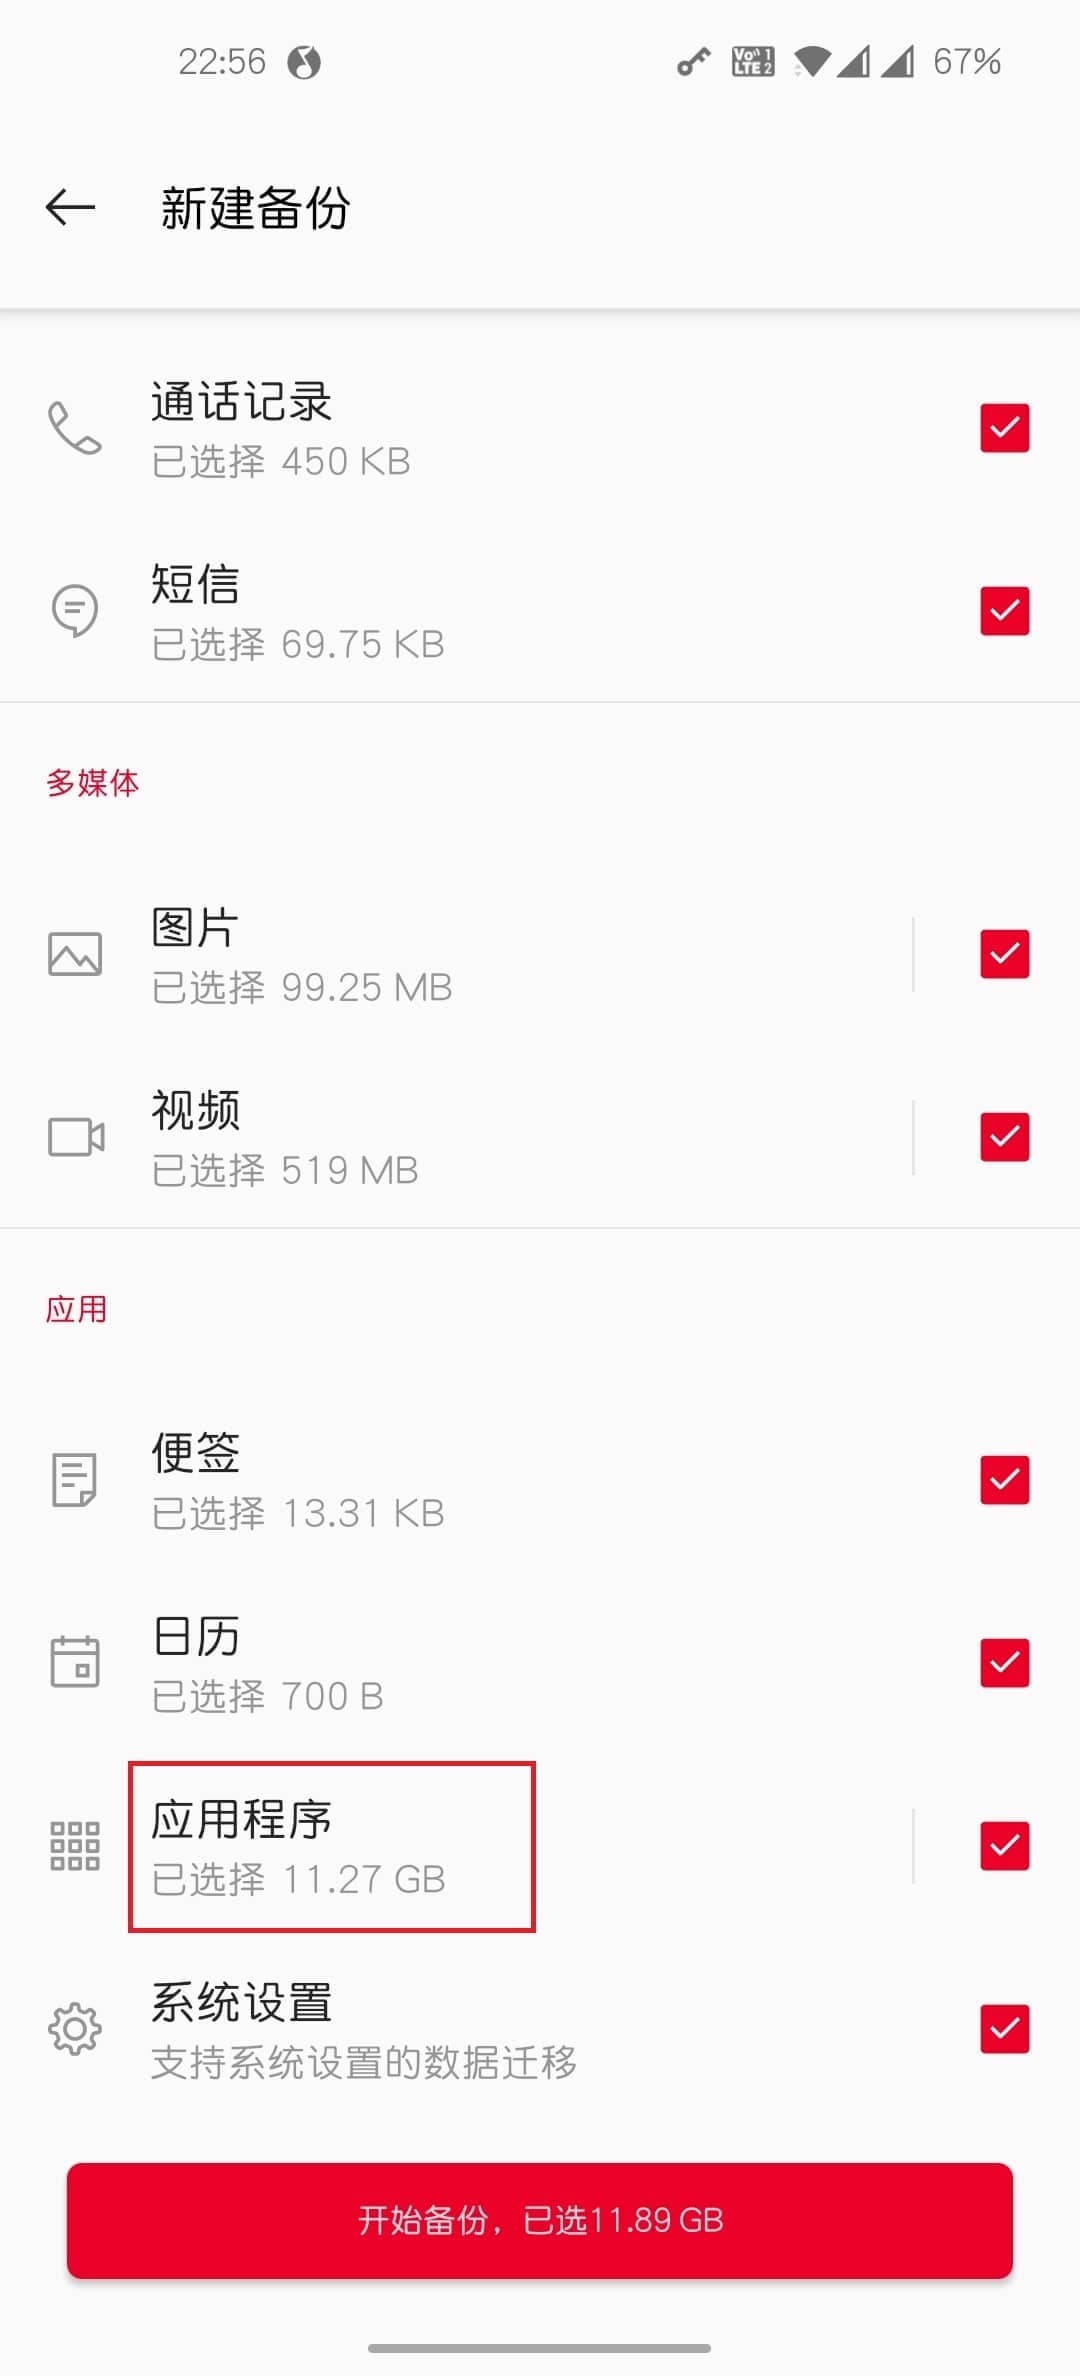 22:56
Vo 1
LTE 2
67%
新建备份
通话记录
已选择 450 KB
短信
已选择 69.75 KB
多媒体
图片
已选择 99.25 MB
视频
已选择 519 MB
应用
便签
已选择 13.31 KB
日历
已选择 700 B
应用程序
已选择 11.27 GB
系统设置
支持系统设置的数据迁移
开始备份，已选11.89 GB